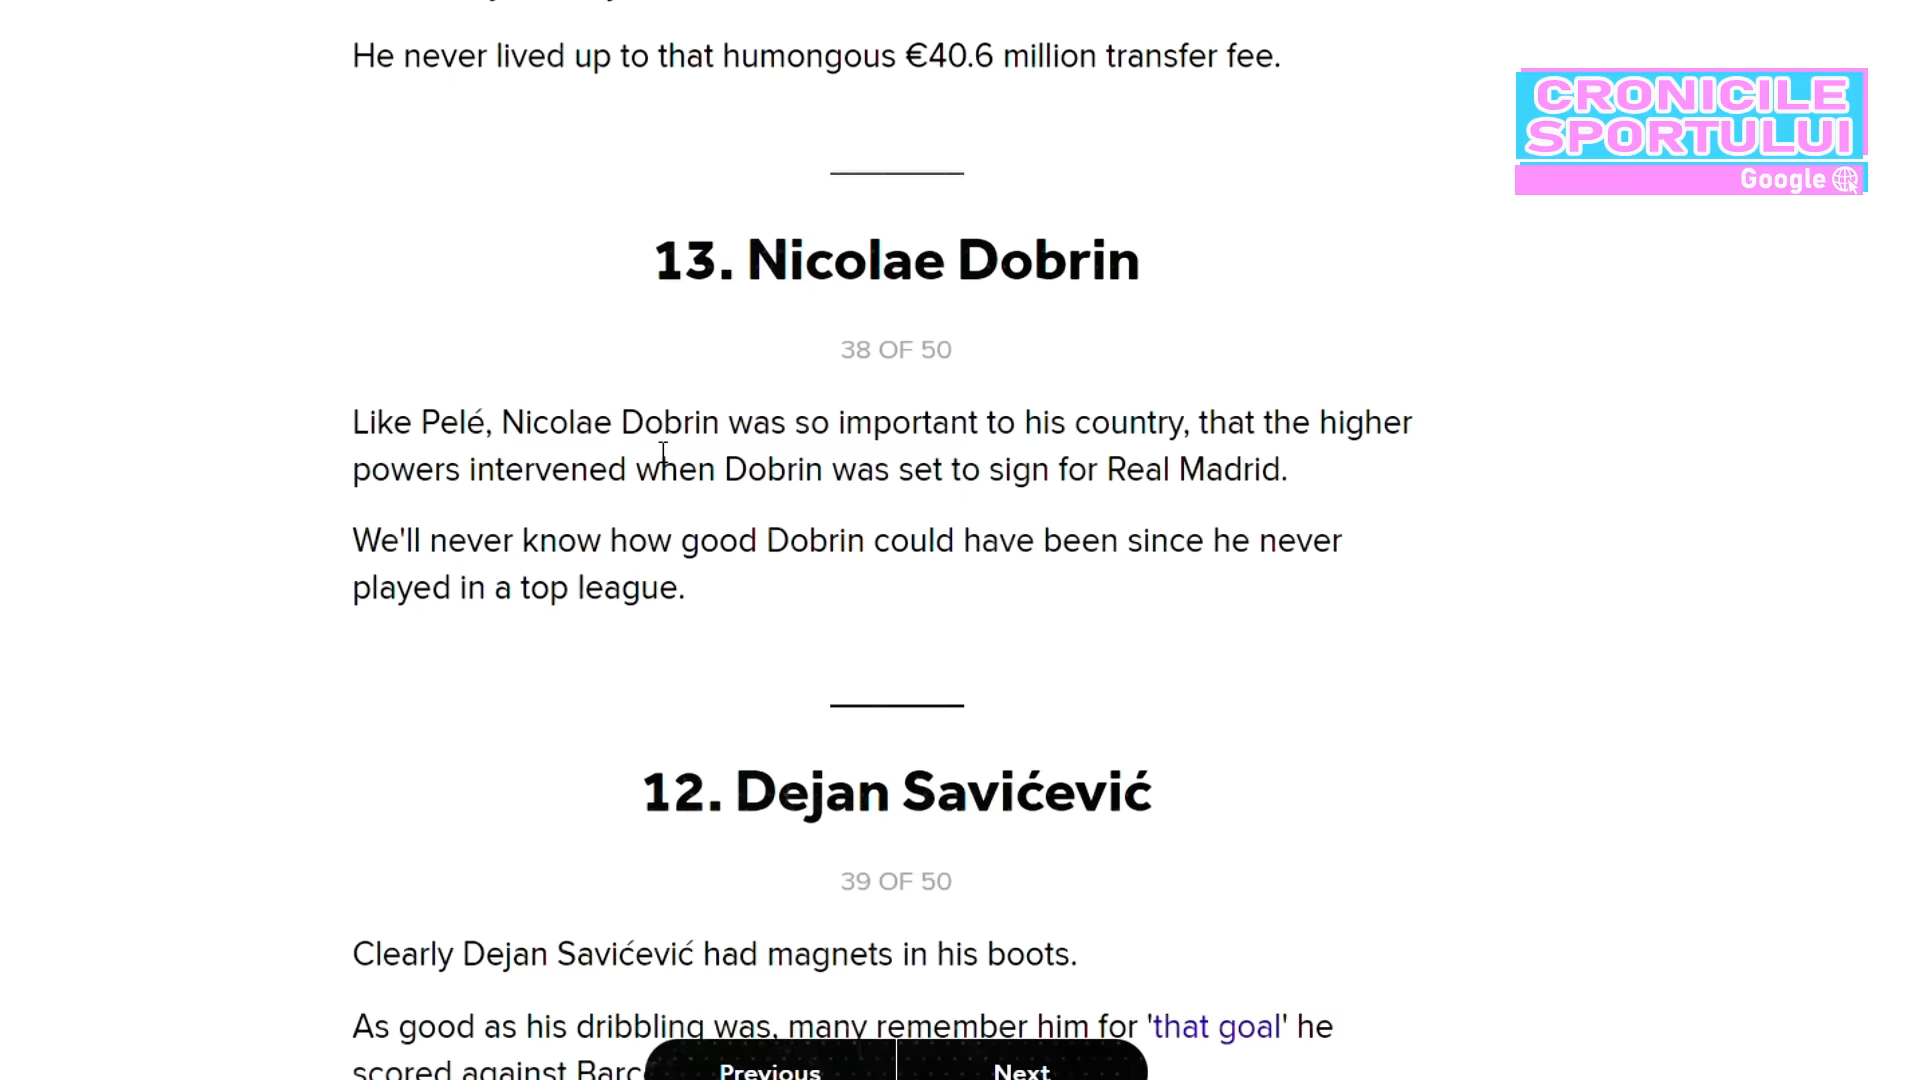 He never lived up to that humongous €40.6 million transfer fee.
CRONICILE
SPORTULUI
Google
13. Nicolae Dobrin
38 OF 50
Like Pelé, Nicolae Dobrin was so important to his country, that the higher
powers intervened when Dobrin was set to sign for Real Madrid.
We'll never know how good Dobrin could have been since he never
played in a top league.
12. Dejan Savićević
39 OF 50
Clearly Dejan Savićević had magnets in his boots.
As good as his dribbling was, many remember him for 'that goal' he
scored against Barc
Previous
Next